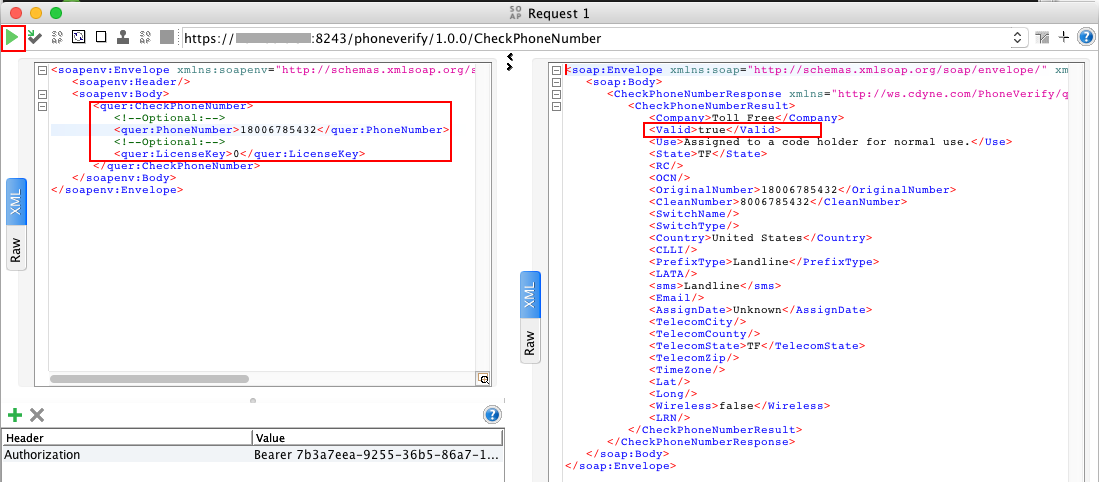 SO
AP
Request 1
SO
AP
SO
AP
https://
:8243/phoneverify/1.0.0/CheckPhoneNumber
XML
Raw
<soapenv:Envelope xmlns:soapenv="http://schemas.xmlsoap.org/s
<soapenv:Header/>
<soapenv:Body>
<quer:CheckPhoneNumber>
<!--Optional:-->
<quer:PhoneNumber>18006785432</quer:PhoneNumber>
<!--Optional:-->
<quer:LicenseKey>0</quer:LicenseKey>
</quer:CheckPhoneNumber>
</soapenv:Body>
</soapenv:Envelope>
Header Value
Authorization Bearer 7b3a7eea-9255-36b5-86a7-1...
XML
Raw
<soap:Envelope xmlns:soap="http://schemas.xmlsoap.org/soap/envelope/" xm
<soap:Body>
<CheckPhoneNumberResponse xmlns="http://ws.cdyne.com/PhoneVerify/q
<CheckPhoneNumberResult>
<Company>Toll Free</Company>
<Valid>true</Valid>
<Use>Assigned to a code holder for normal use.</Use>
<State>TF</State>
<RC/>
<OCN/>
<OriginalNumber>18006785432</OriginalNumber>
<CleanNumber>8006785432</CleanNumber>
<SwitchName/>
<SwitchType/>
<Country>United States</Country>
<CLLI/>
<PrefixType>Landline</PrefixType>
<LATA/>
<sms>Landline</sms>
<Email/>
<AssignDate>Unknown</AssignDate>
<TelecomCity/>
<TelecomCounty/>
<TelecomState>TF</TelecomState>
<TelecomZip/>
<TimeZone/>
<Lat/>
<Long/>
<Wireless>false</Wireless>
<LRN/>
</CheckPhoneNumberResult>
</CheckPhoneNumberResponse>
</soap:Body>
</soap:Envelope>